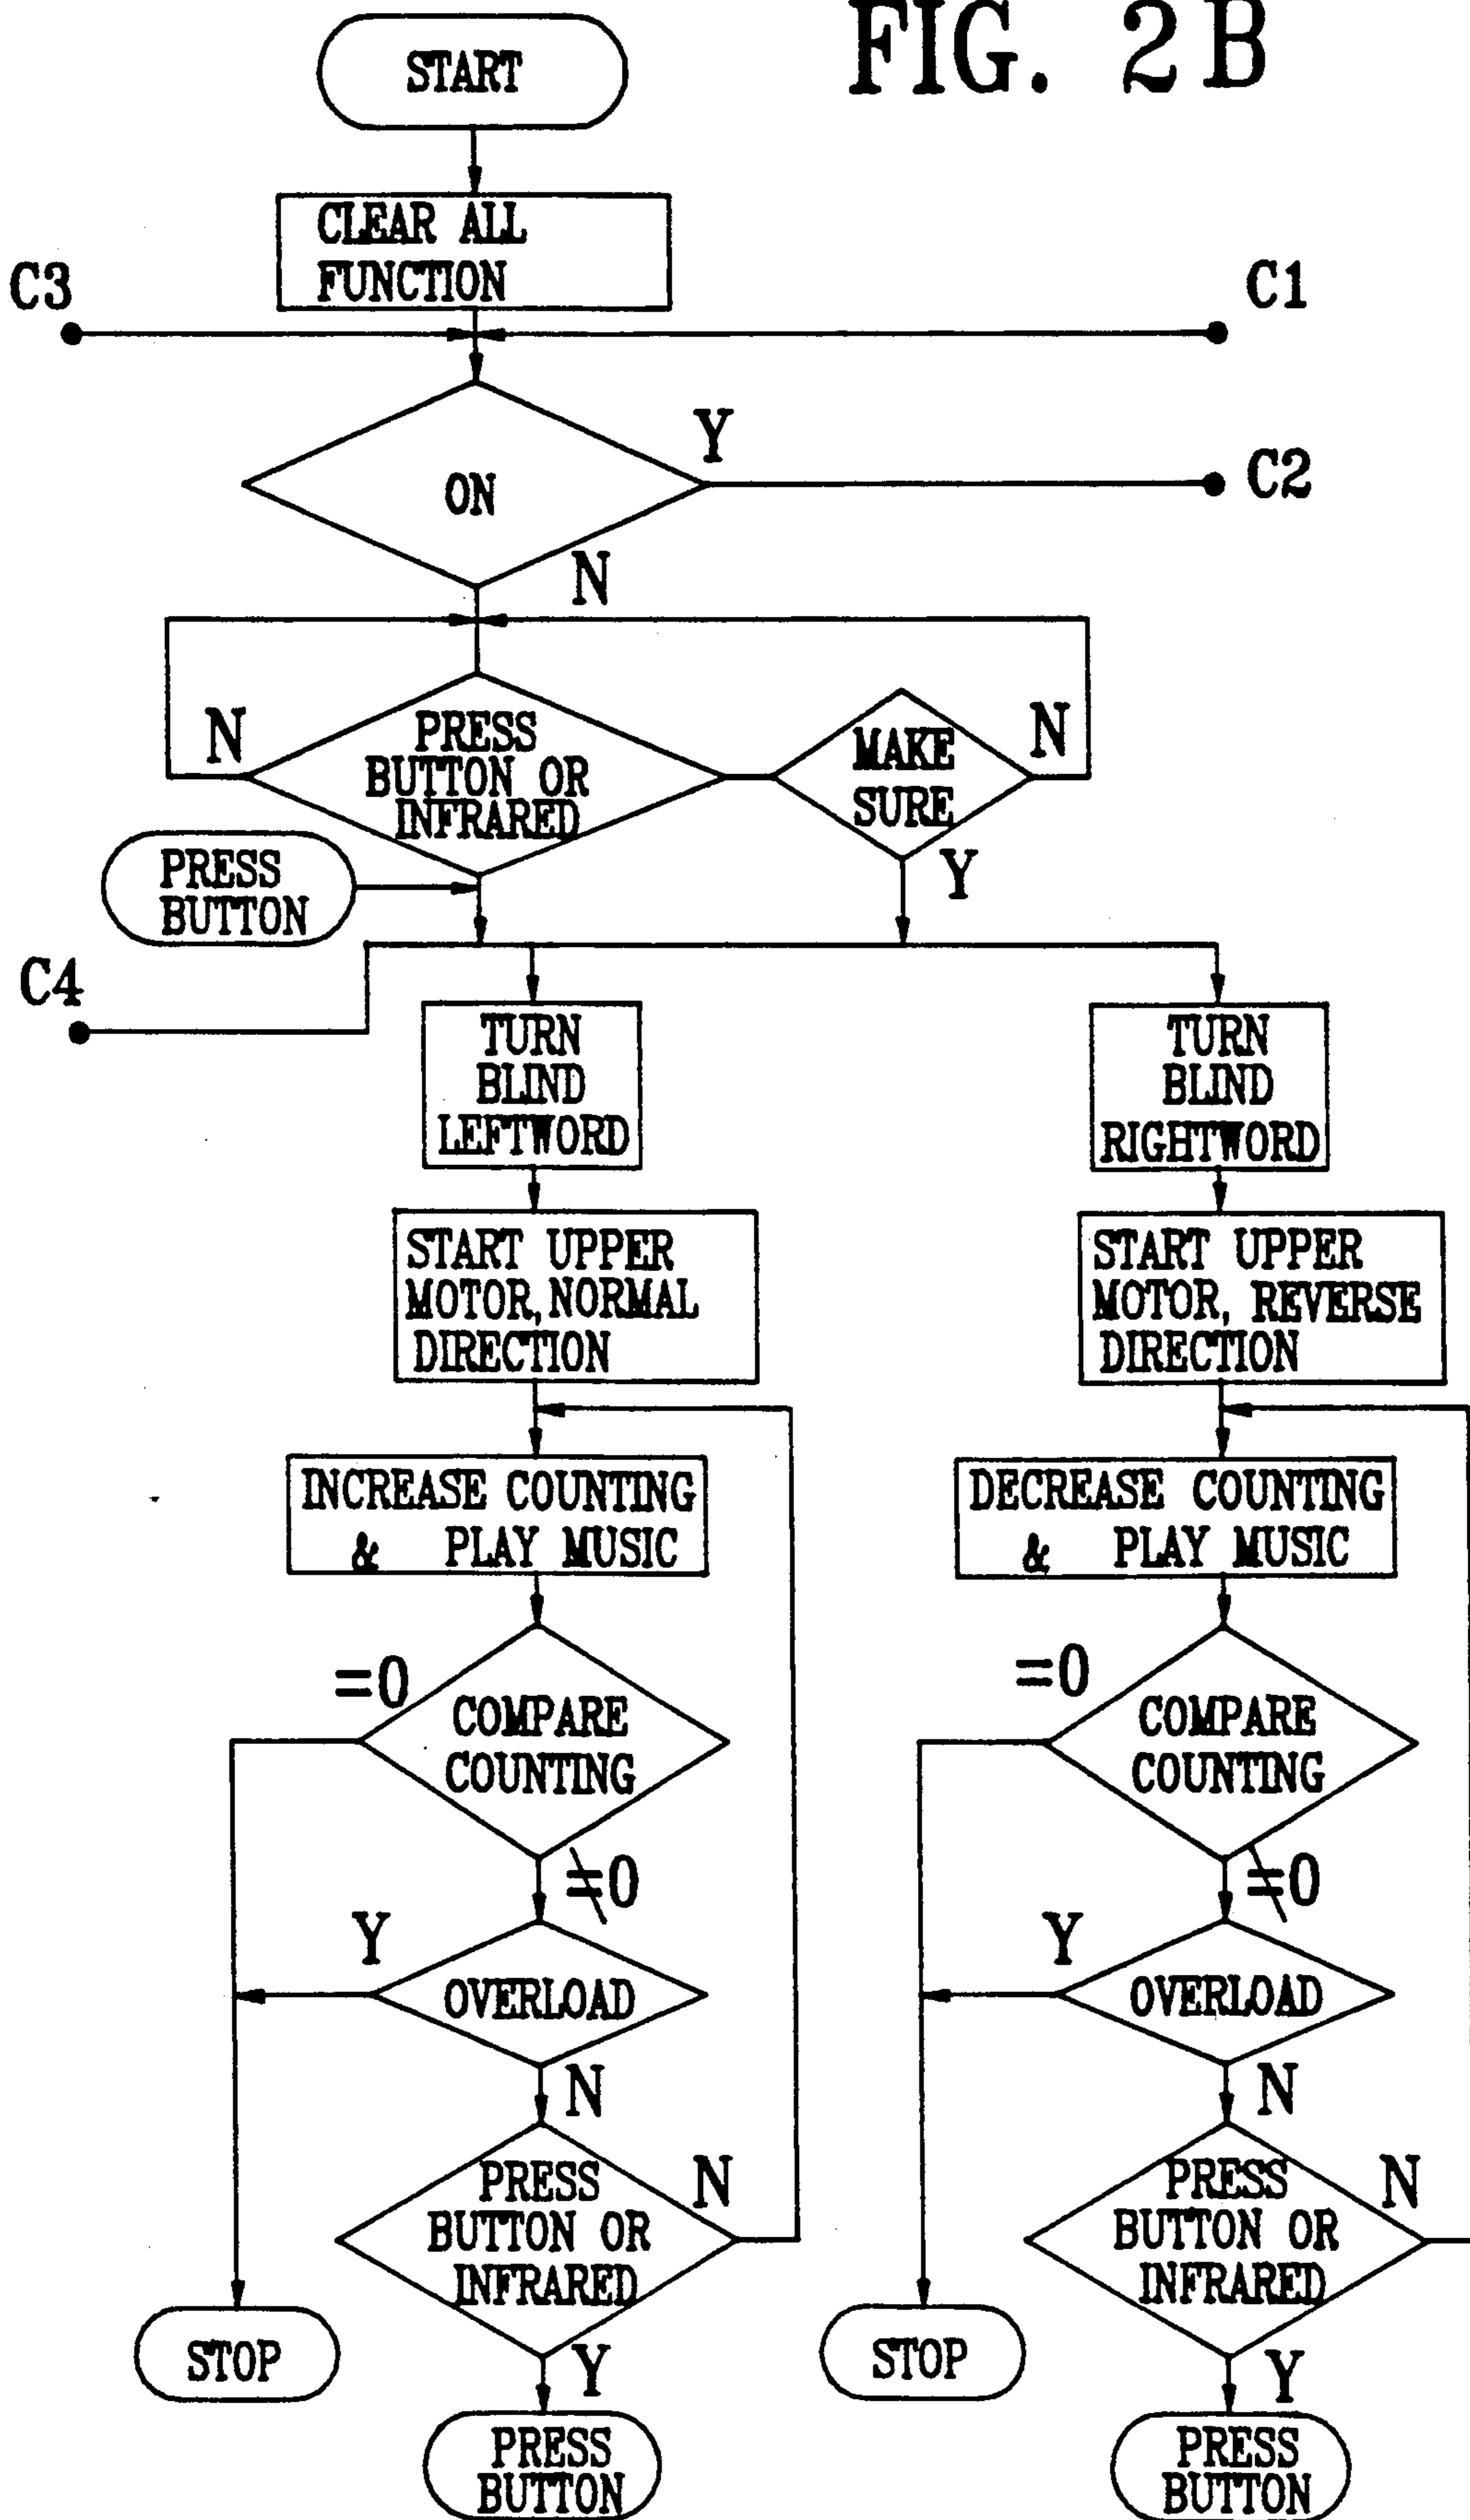 FIG. 2B
START
CLEAR ALL
FUNCTION
C3
C1
Y
ON
C2
N
N
PRESS
BUTTON OR
INFRARED
MAKE
SURE
N
PRESS
BUTTON
Y
C4
TURN
BLIND
LEFTWORD
TURN
BLIND
RIGHTWORD
START UPPER
MOTOR, NORMAL
DIRECTION
START UPPER
MOTOR, REVERSE
DIRECTION
INCREASE COUNTING
& PLAY MUSIC
DECREASE COUNTING
& PLAY MUSIC
=0
COMPARE
COUNTING
≠0
=0
COMPARE
COUNTING
≠0
Y
OVERLOAD
N
Y
OVERLOAD
N
PRESS
BUTTON OR
INFRARED
N
PRESS
BUTTON OR
INFRARED
N
STOP
Y
STOP
Y
PRESS
BUTTON
PRESS
BUTTON